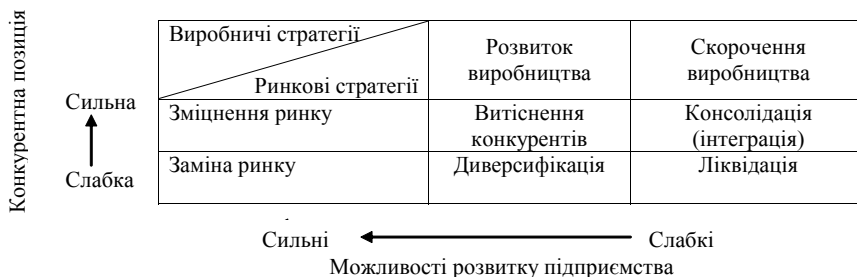 Конкурентна позиція
Сильна
Слабка
Виробничі стратегії
Ринкові стратегії
Розвиток
виробництва
Скорочення
виробництва
Зміцнення ринку
Витіснення
конкурентів
Консолідація
(інтеграція)
Заміна ринку
Диверсифікація
Ліквідація
Сильні
Слабкі
Можливості розвитку підприємства